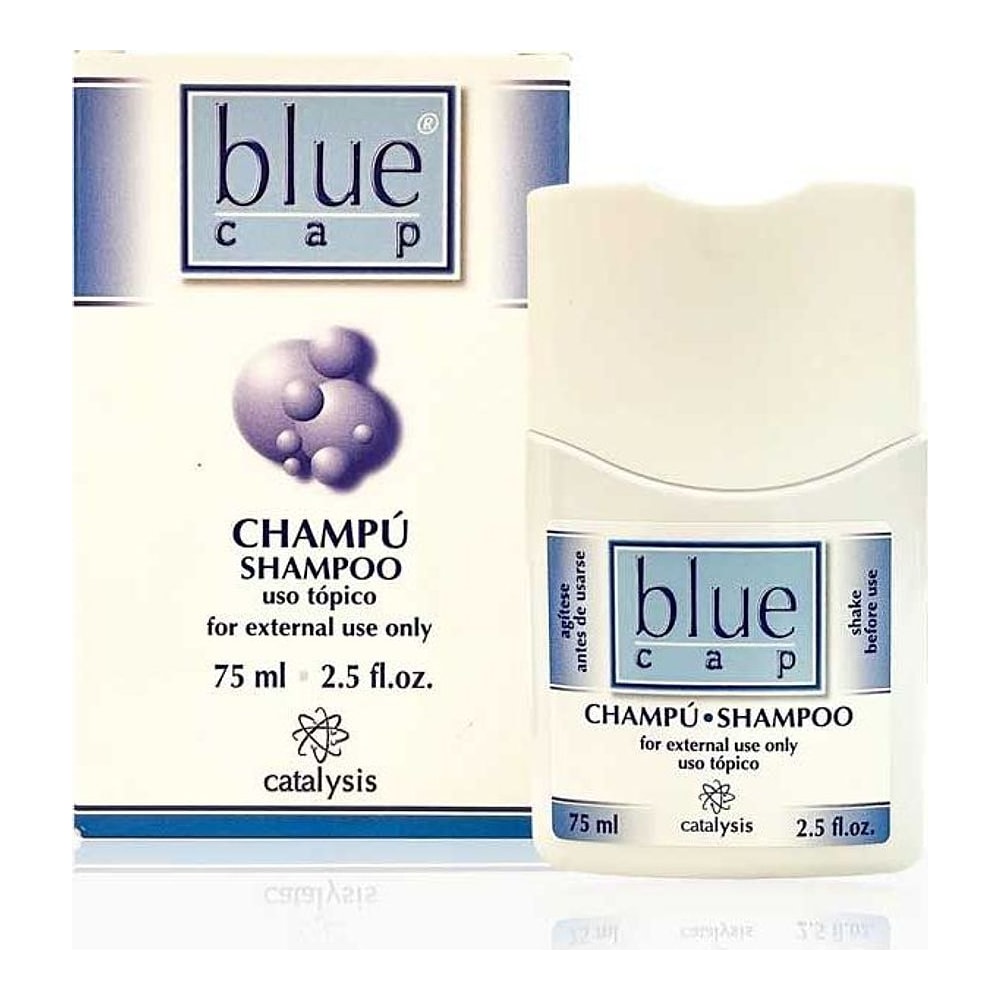 blue®
cap
CHAMPÚ
SHAMPOO
uso tópico
for external use only
75 ml ▪ 2.5 fl.oz.
catalysis
agítese
antes de usarse
blue
cap
shake
before use
CHAMPÚ • SHAMPOO
for external use only
uso tópico
75 ml
catalysis
2.5 fl.oz.